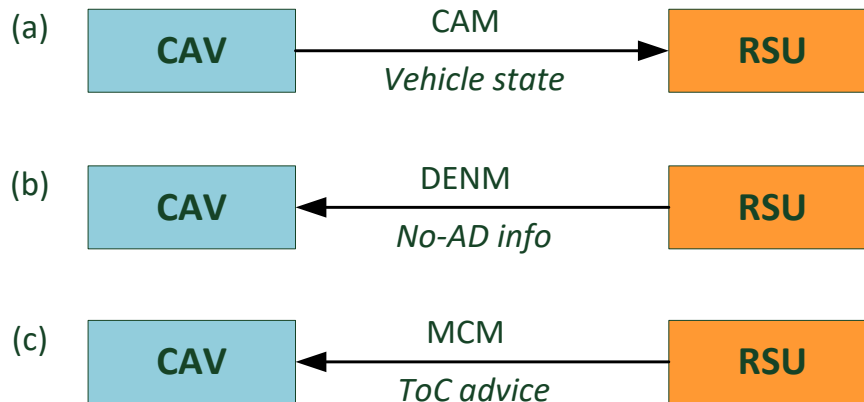 (a) CAV CAM RSU
Vehicle state
(b) CAV DENM RSU
No-AD info
(c) CAV MCM RSU
ToC advice